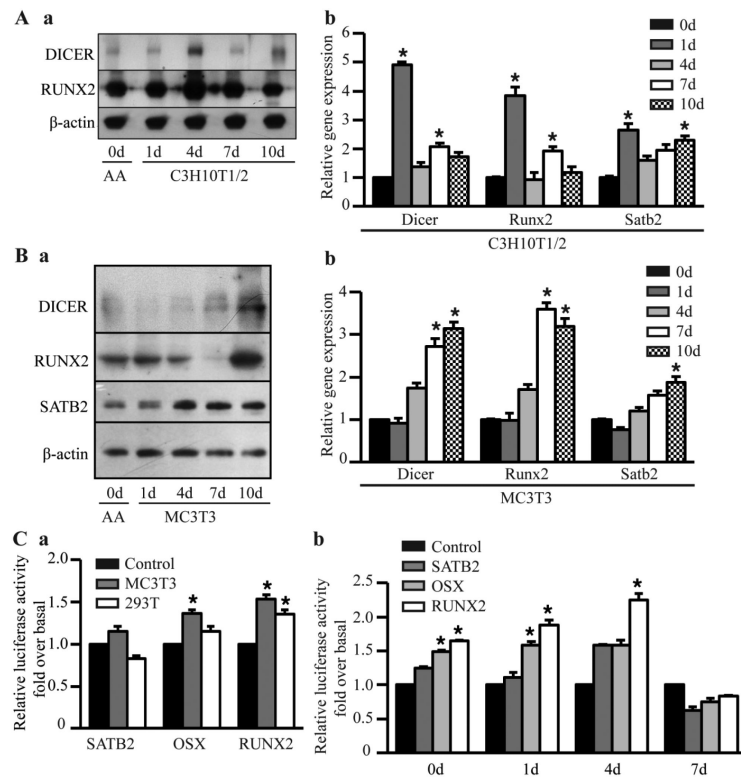 A a
DICER
RUNX2
β-actin
0d 1d 4d 7d 10d
AA C3H10T1/2
b
Relative gene expression
6
5
4
3
2
1
0
0d
1d
4d
7d
10d
* * * * * *
Dicer Runx2 Satb2
C3H10T1/2
B a
DICER
RUNX2
SATB2
β-actin
0d 1d 4d 7d 10d
AA MC3T3
b
Relative gene expression
4
3
2
1
0
0d
1d
4d
7d
10d
* * * * *
Dicer Runx2 Satb2
MC3T3
C a
Relative luciferase activity
fold over basal
2.0
1.5
1.0
0.5
0
Control
MC3T3
293T
* * *
SATB2 OSX RUNX2
b
Relative luciferase activity
fold over basal
2.5
2.0
1.5
1.0
0.5
0
Control
SATB2
OSX
RUNX2
* * * * *
0d 1d 4d 7d